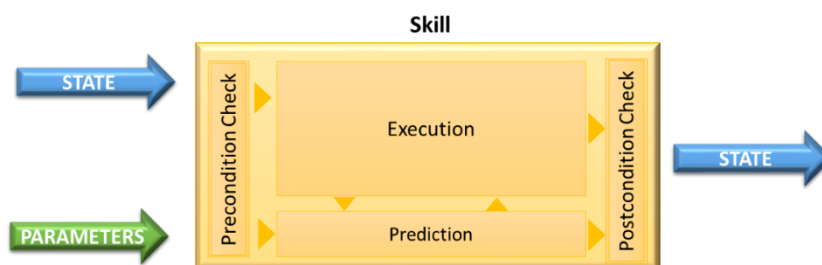 Skill
STATE
Precondition Check
Execution
Postcondition Check
STATE
PARAMETERS
Prediction